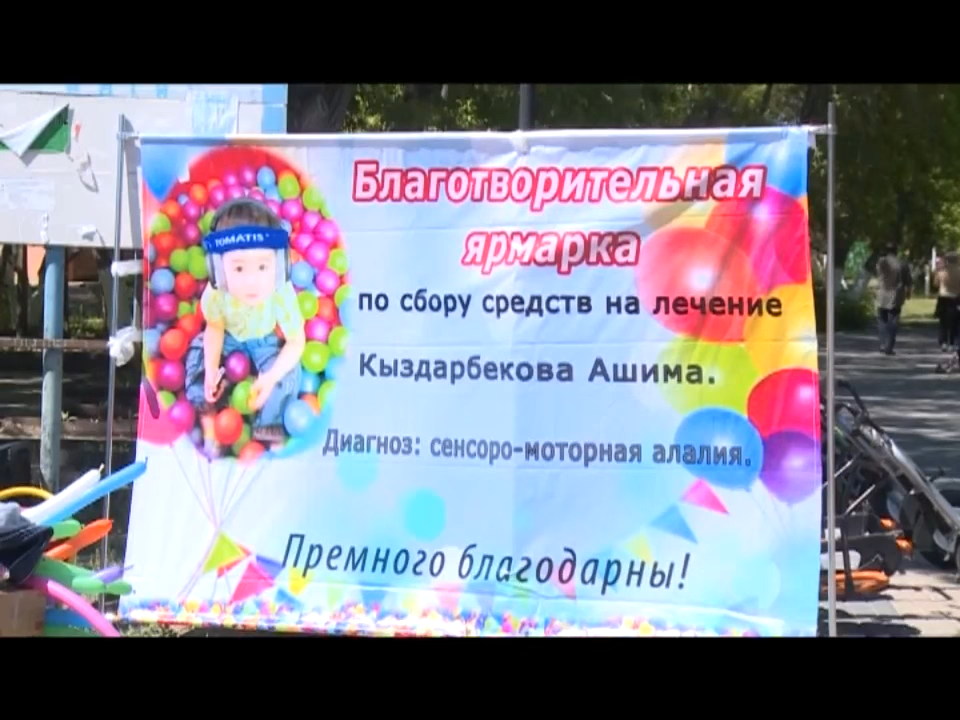 TOMATIS
Благотворительная
ярмарка
по сбору средств на лечение
Кыздарбекова Ашима.
Диагноз: сенсоро-моторная алалия.
Премного благодарны!